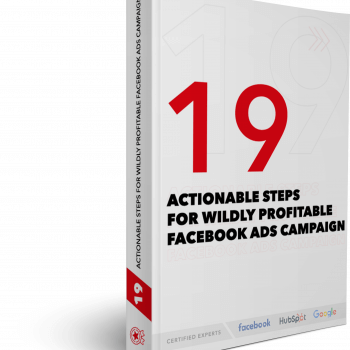 19
ACTIONABLE STEPS
FOR WILDLY PROFITABLE
FACEBOOK ADS CAMPAIGN
CERTIFIED EXPERTS
facebook
HubSpot
Google
ACTIONABLE STEPS FOR WILDLY PROFITABLE FACEBOOK ADS CAMPAIGN
19
19